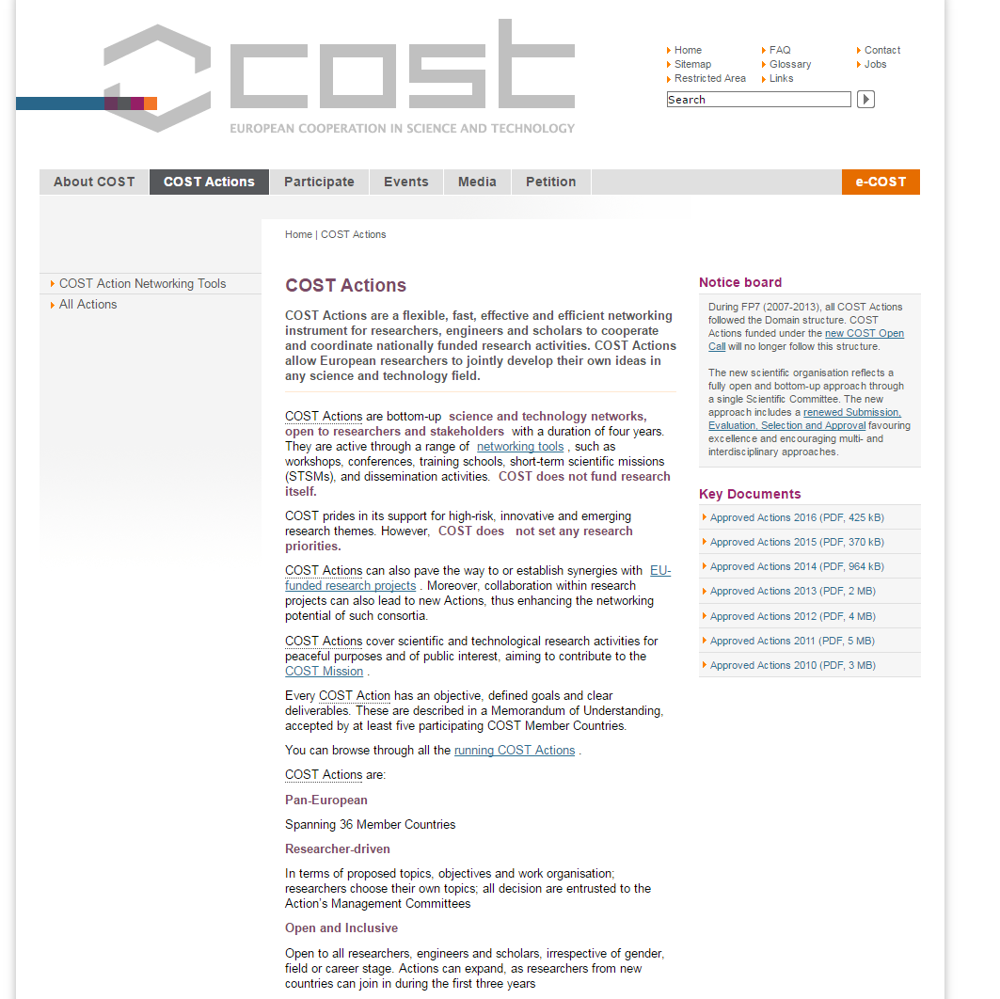 cost
EUROPEAN COOPERATION IN SCIENCE AND TECHNOLOGY
Home
FAQ
Contact
Sitemap
Glossary
Jobs
Restricted Area
Links
Search
About COST
COST Actions
Participate
Events
Media
Petition
e-COST
Home | COST Actions
COST Action Networking Tools
All Actions
COST Actions
COST Actions are a flexible, fast, effective and efficient networking
instrument for researchers, engineers and scholars to cooperate
and coordinate nationally funded research activities. COST Actions
allow European researchers to jointly develop their own ideas in
any science and technology field.
COST Actions are bottom-up science and technology networks,
open to researchers and stakeholders with a duration of four years.
They are active through a range of networking tools , such as
workshops, conferences, training schools, short-term scientific missions
(STSMs), and dissemination activities. COST does not fund research
itself.
COST prides in its support for high-risk, innovative and emerging
research themes. However, COST does not set any research
priorities.
COST Actions can also pave the way to or establish synergies with EU-
funded research projects . Moreover, collaboration within research
projects can also lead to new Actions, thus enhancing the networking
potential of such consortia.
COST Actions cover scientific and technological research activities for
peaceful purposes and of public interest, aiming to contribute to the
COST Mission .
Every COST Action has an objective, defined goals and clear
deliverables. These are described in a Memorandum of Understanding,
accepted by at least five participating COST Member Countries.
You can browse through all the running COST Actions .
COST Actions are:
Pan-European
Spanning 36 Member Countries
Researcher-driven
In terms of proposed topics, objectives and work organisation;
researchers choose their own topics; all decision are entrusted to the
Action's Management Committees
Open and Inclusive
Open to all researchers, engineers and scholars, irrespective of gender,
field or career stage. Actions can expand, as researchers from new
countries can join in during the first three years
Notice board
During FP7 (2007-2013), all COST Actions
followed the Domain structure. COST
Actions funded under the new COST Open
Call will no longer follow this structure.
The new scientific organisation reflects a
fully open and bottom-up approach through
a single Scientific Committee. The new
approach includes a renewed Submission,
Evaluation, Selection and Approval favouring
excellence and encouraging multi- and
interdisciplinary approaches.
Key Documents
Approved Actions 2016 (PDF, 425 kB)
Approved Actions 2015 (PDF, 370 kB)
Approved Actions 2014 (PDF, 964 kB)
Approved Actions 2013 (PDF, 2 MB)
Approved Actions 2012 (PDF, 4 MB)
Approved Actions 2011 (PDF, 5 MB)
Approved Actions 2010 (PDF, 3 MB)